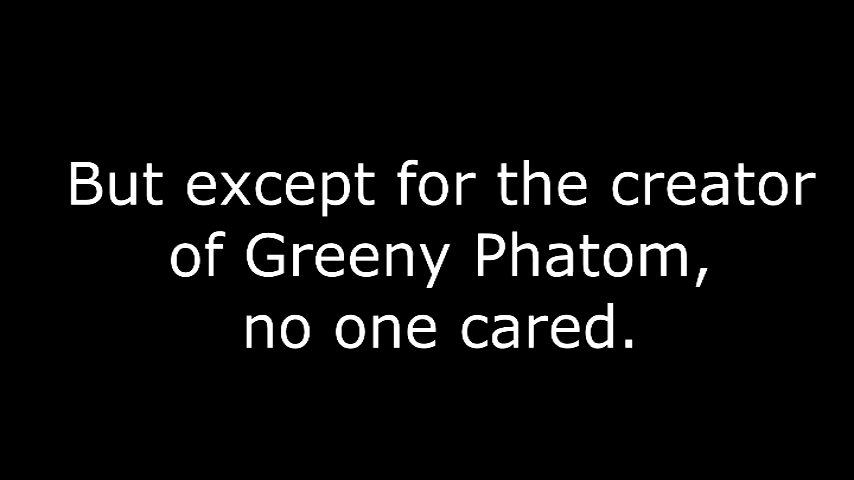 But except for the creator
of Greeny Phatom,
no one cared.